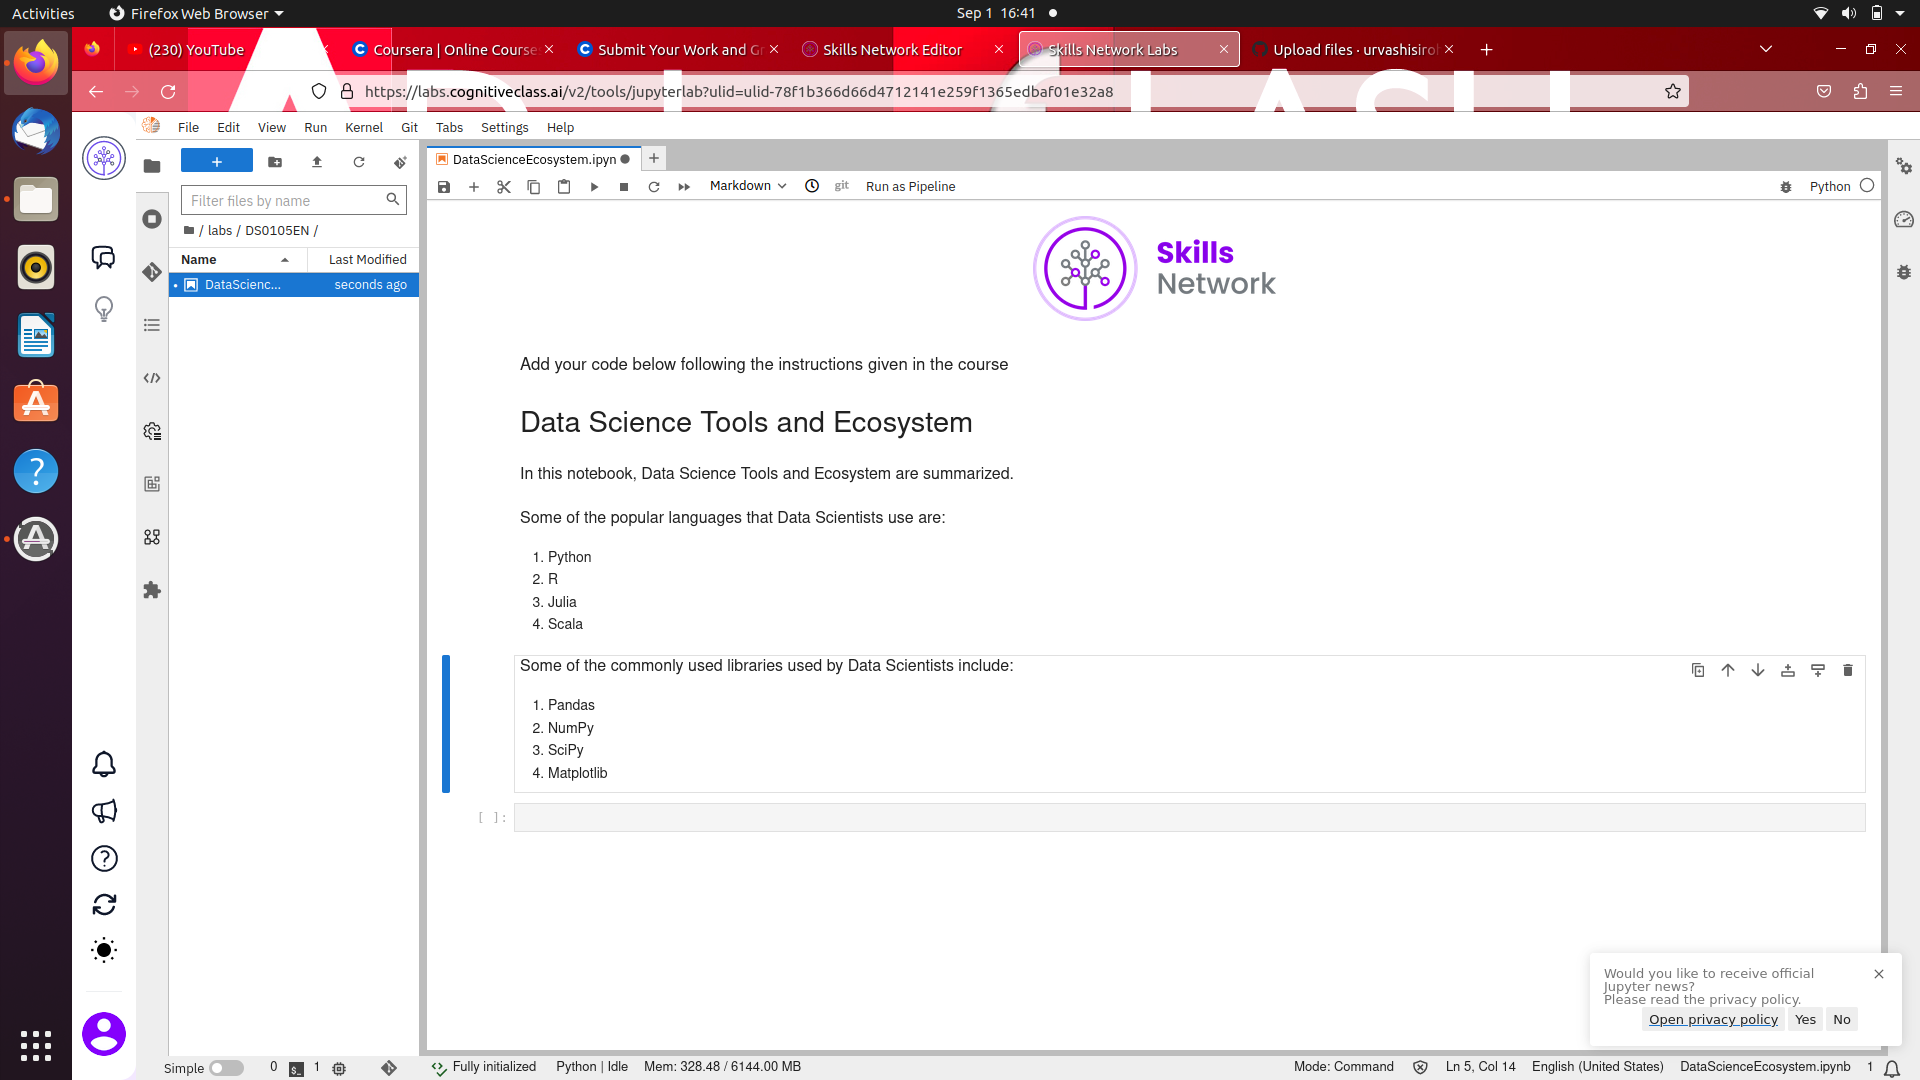 Activities
Firefox Web Browser
Sep 1 16:41
(230) YouTube
Coursera | Online Course
Submit Your Work and Gr
Skills Network Editor
Skills Network Labs
Upload files · urvashisiroh
https://labs.cognitiveclass.ai/v2/tools/jupyterlab?ulid=ulid-78f1b366d66d4712141e259f1365edbaf01e32a8
File Edit View Run Kernel Git Tabs Settings Help
DataScienceEcosystem.ipyn
Filter files by name
Markdown
git
Run as Pipeline
Python
/ labs / DS0105EN /
Name Last Modified
DataScienc... seconds ago
Skills
Network
Add your code below following the instructions given in the course
Data Science Tools and Ecosystem
In this notebook, Data Science Tools and Ecosystem are summarized.
Some of the popular languages that Data Scientists use are:
1. Python
2. R
3. Julia
4. Scala
Some of the commonly used libraries used by Data Scientists include:
1. Pandas
2. NumPy
3. SciPy
4. Matplotlib
[ ]:
Would you like to receive official
Jupyter news?
Please read the privacy policy.
Open privacy policy Yes No
Simple 0 $_ 1 Fully initialized Python | Idle Mem: 328.48 / 6144.00 MB Mode: Command Ln 5, Col 14 English (United States) DataScienceEcosystem.ipynb 1